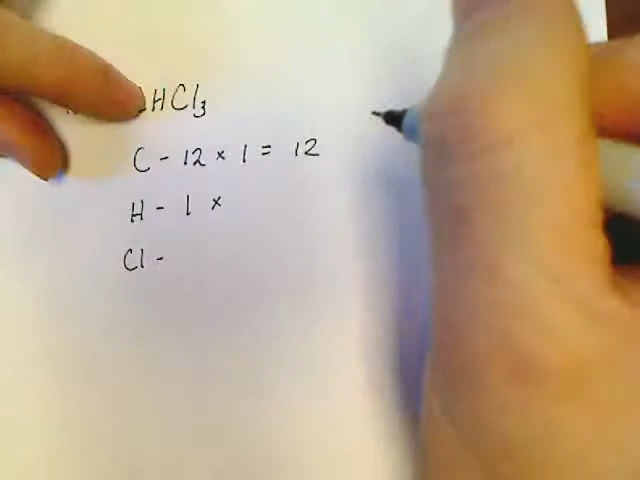 HCl₃
C - 12 × 1 = 12
H - 1 ×
Cl -